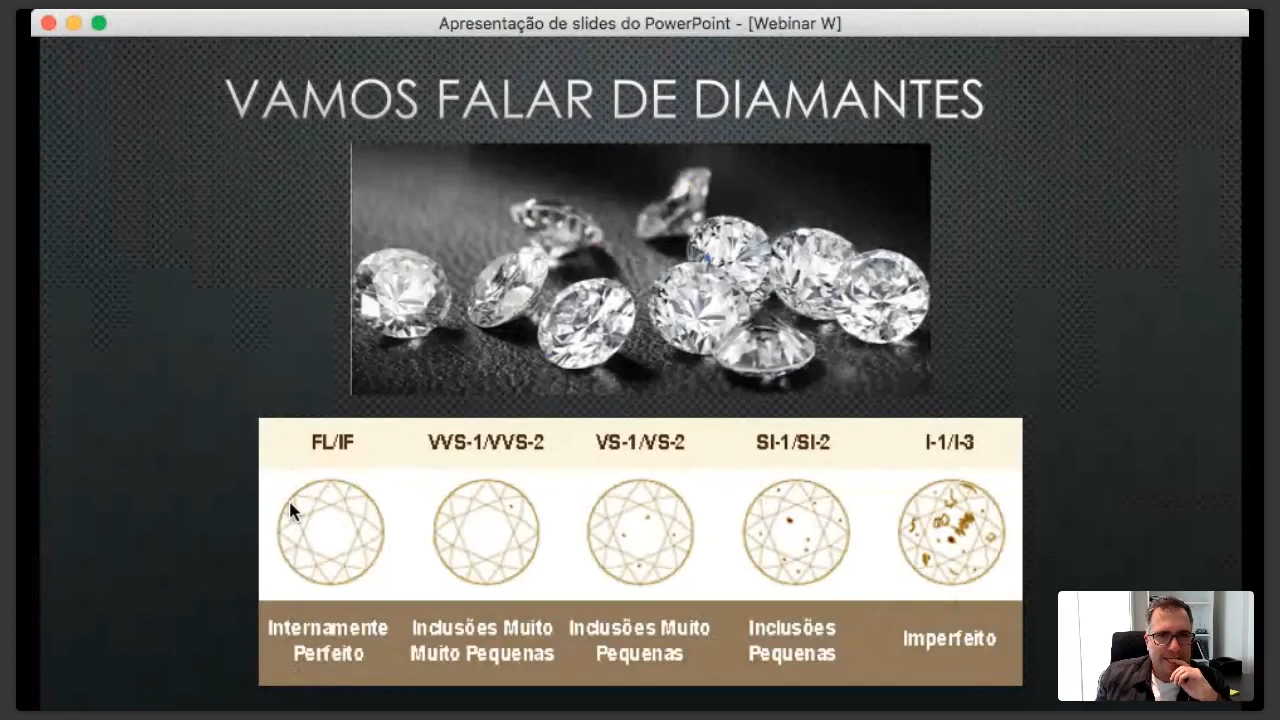 Apresentação de slides do PowerPoint - [Webinar W]
VAMOS FALAR DE DIAMANTES
FL/IF VVS-1/VVS-2 VS-1/VS-2 SI-1/SI-2 I-1/I-3
Internamente Perfeito
Inclusões Muito Muito Pequenas
Inclusões Muito Pequenas
Inclusões Pequenas
Imperfeito